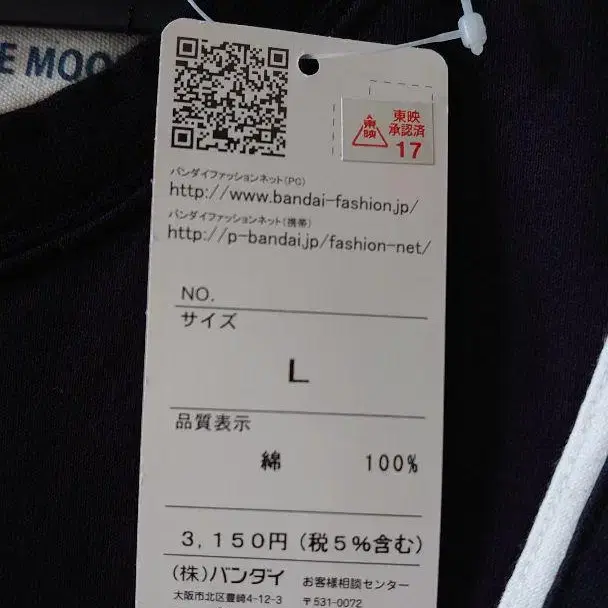 E MOO
東映
承認済
17
東映
バンダイファッションネット(PC)
http://www.bandai-fashion.jp/
バンダイファッションネット(携帯)
http://p-bandai.jp/fashion-net/
NO.
サイズ
L
品質表示
綿 100%
3,150円(税5%含む)
(株)バンダイ お客様相談センター
大阪市北区豊崎4-12-3 〒531-0072